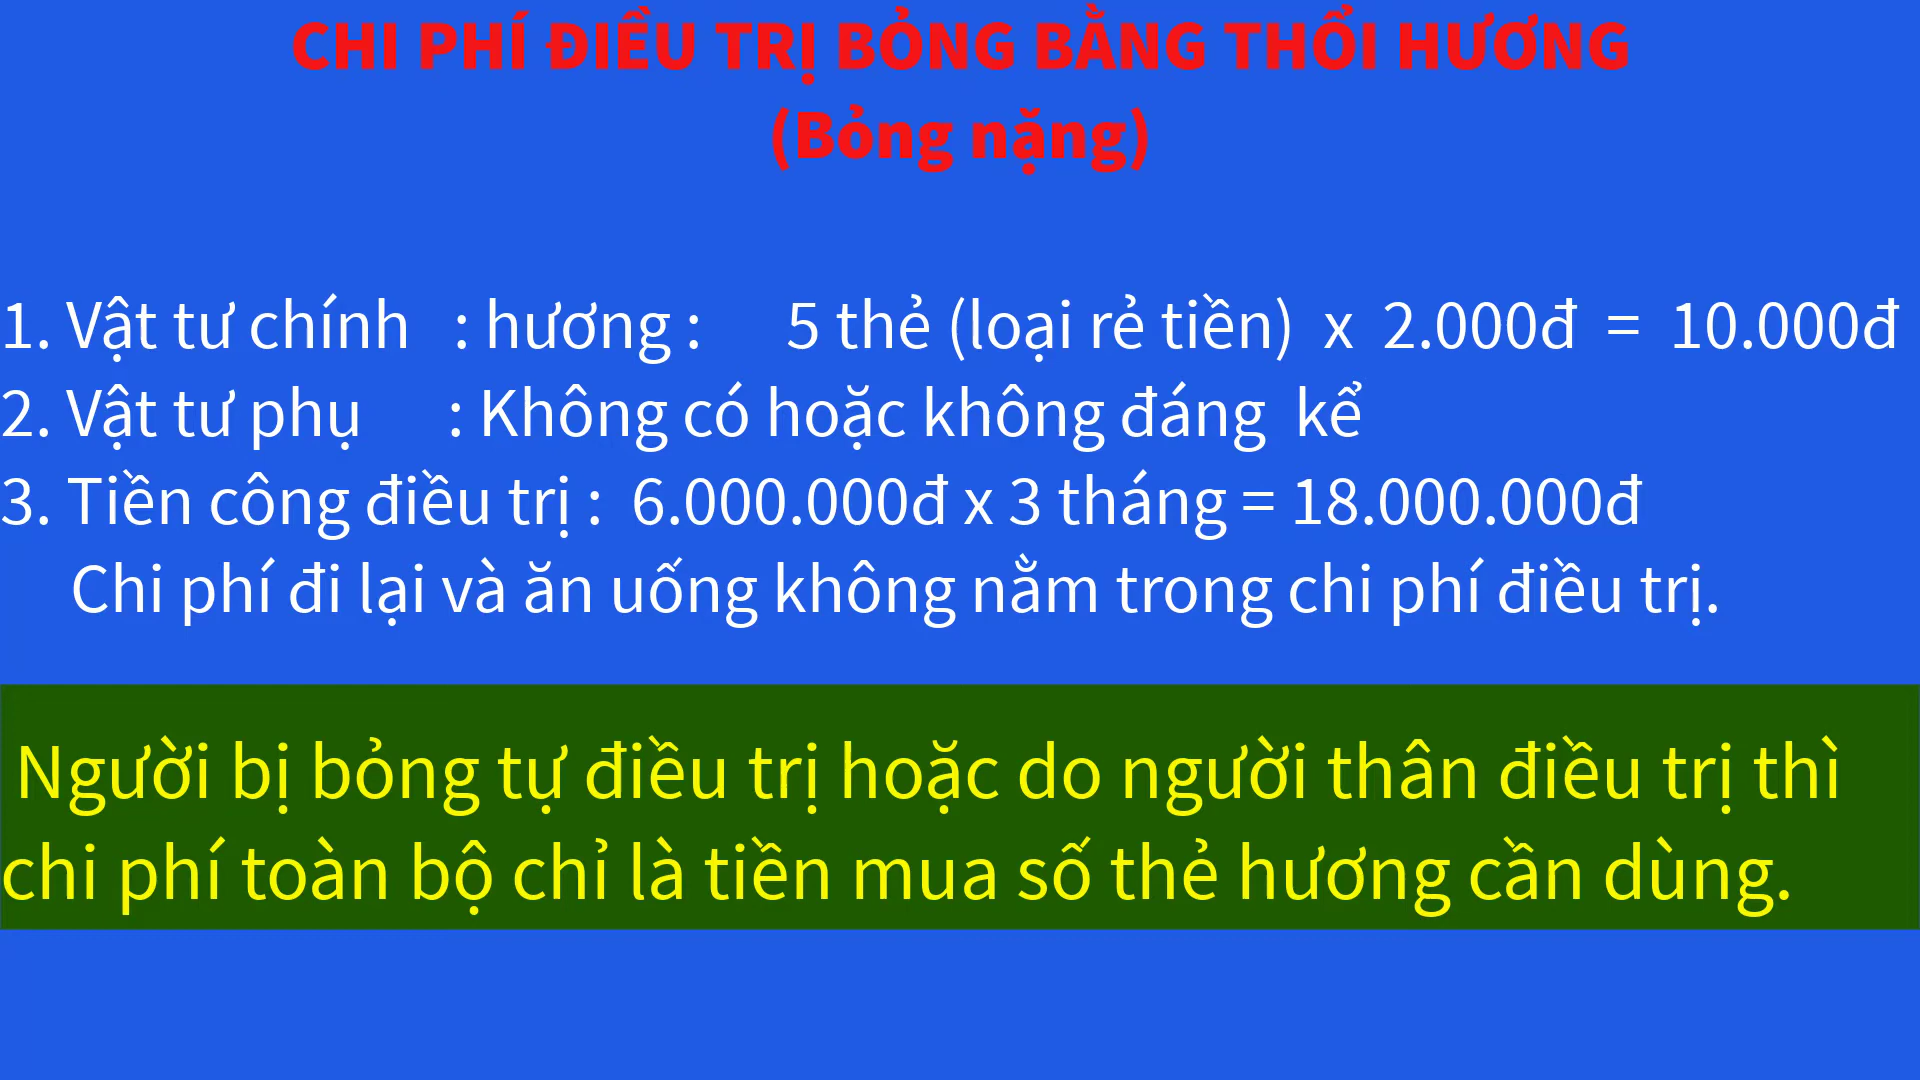 CHI PHÍ ĐIỀU TRỊ BỎNG BẰNG THỔI HƯƠNG
(Bỏng nặng)
1. Vật tư chính : hương : 5 thẻ (loại rẻ tiền) x 2.000đ = 10.000đ
2. Vật tư phụ : Không có hoặc không đáng kể
3. Tiền công điều trị : 6.000.000đ x 3 tháng = 18.000.000đ
Chi phí đi lại và ăn uống không nằm trong chi phí điều trị.
Người bị bỏng tự điều trị hoặc do người thân điều trị thì
chi phí toàn bộ chỉ là tiền mua số thẻ hương cần dùng.